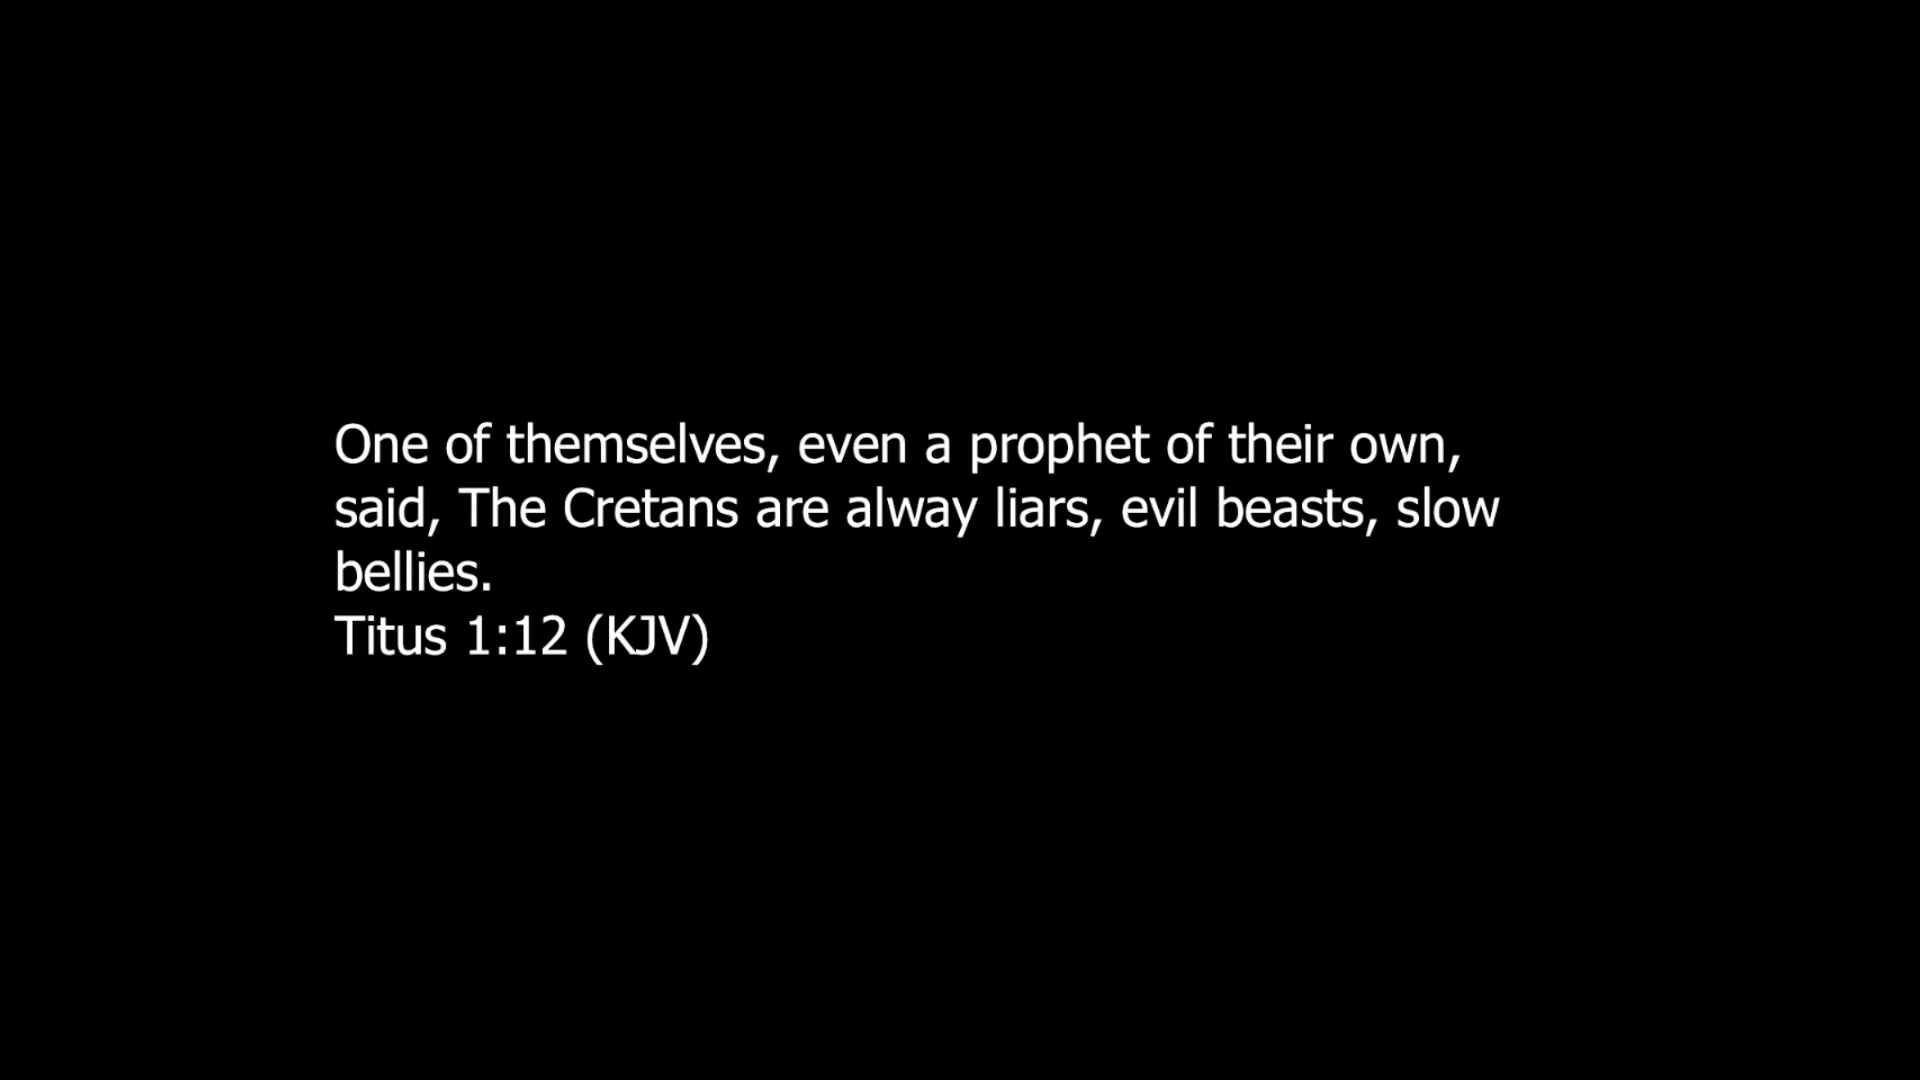 One of themselves, even a prophet of their own,
said, The Cretans are alway liars, evil beasts, slow
bellies.
Titus 1:12 (KJV)